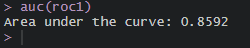 > auc(roc1)
Area under the curve: 0.8592
>